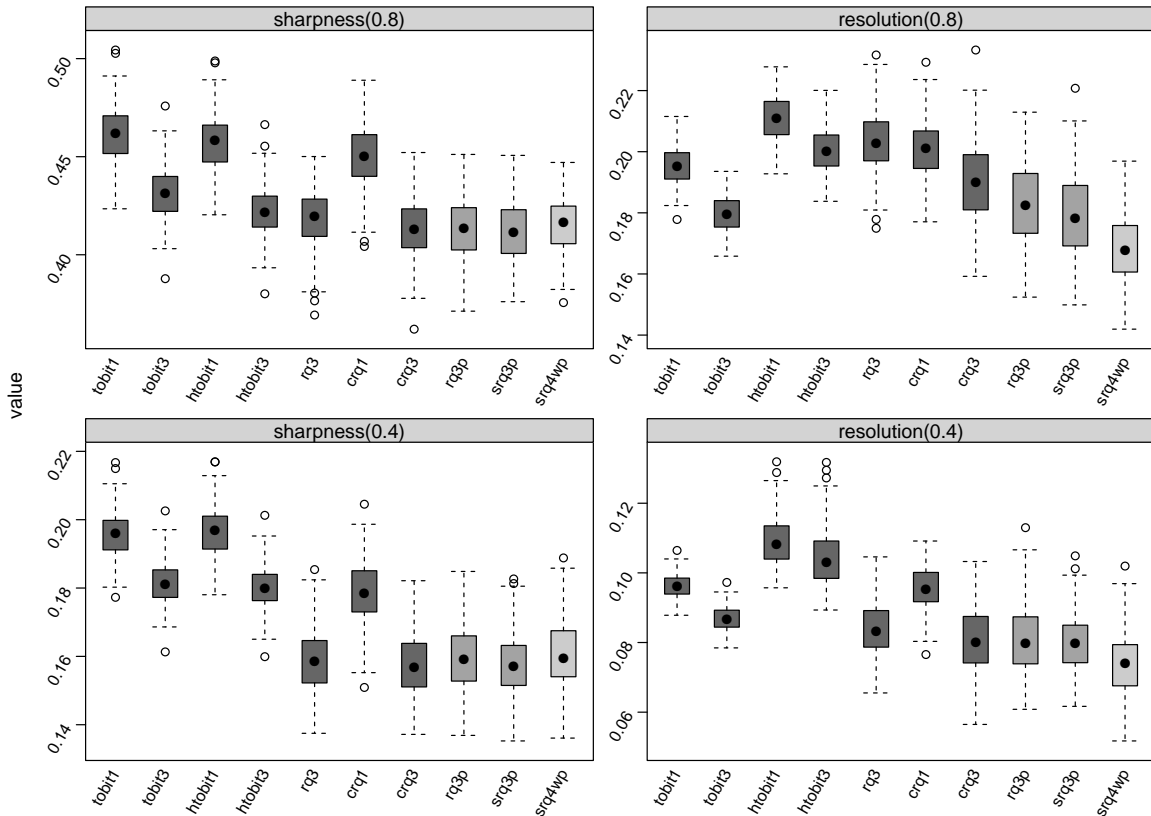 sharpness(0.8)
resolution(0.8)
0.50
0.45
0.40
0.22
0.20
0.18
0.16
0.14
tobit1 tobit3 htobit1 htobit3 rq3 crq1 crq3 rq3p srq3p srq4wp
tobit1 tobit3 htobit1 htobit3 rq3 crq1 crq3 rq3p srq3p srq4wp
value
sharpness(0.4)
resolution(0.4)
0.22
0.20
0.18
0.16
0.14
0.12
0.10
0.08
0.06
tobit1 tobit3 htobit1 htobit3 rq3 crq1 crq3 rq3p srq3p srq4wp
tobit1 tobit3 htobit1 htobit3 rq3 crq1 crq3 rq3p srq3p srq4wp